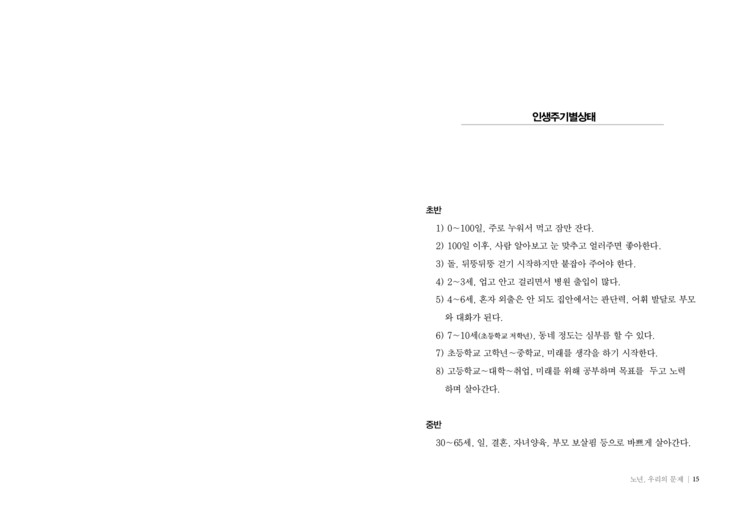 인생주기별상태
초반
1) 0~100일, 주로 누워서 먹고 잠만 잔다.
2) 100일 이후, 사람 알아보고 눈 맞추고 얼러주면 좋아한다.
3) 돌, 뒤뚱뒤뚱 걷기 시작하지만 붙잡아 주어야 한다.
4) 2~3세, 업고 안고 걸리면서 병원 출입이 많다.
5) 4~6세, 혼자 외출은 안 되도 집안에서는 판단력, 어휘 발달로 부모
와 대화가 된다.
6) 7~10세(초등학교 저학년), 동네 정도는 심부름 할 수 있다.
7) 초등학교 고학년~중학교, 미래를 생각을 하기 시작한다.
8) 고등학교~대학~취업, 미래를 위해 공부하며 목표를 두고 노력
하며 살아간다.
중반
30~65세, 일, 결혼, 자녀양육, 부모 보살핌 등으로 바쁘게 살아간다.
노년, 우리의 문제 | 15